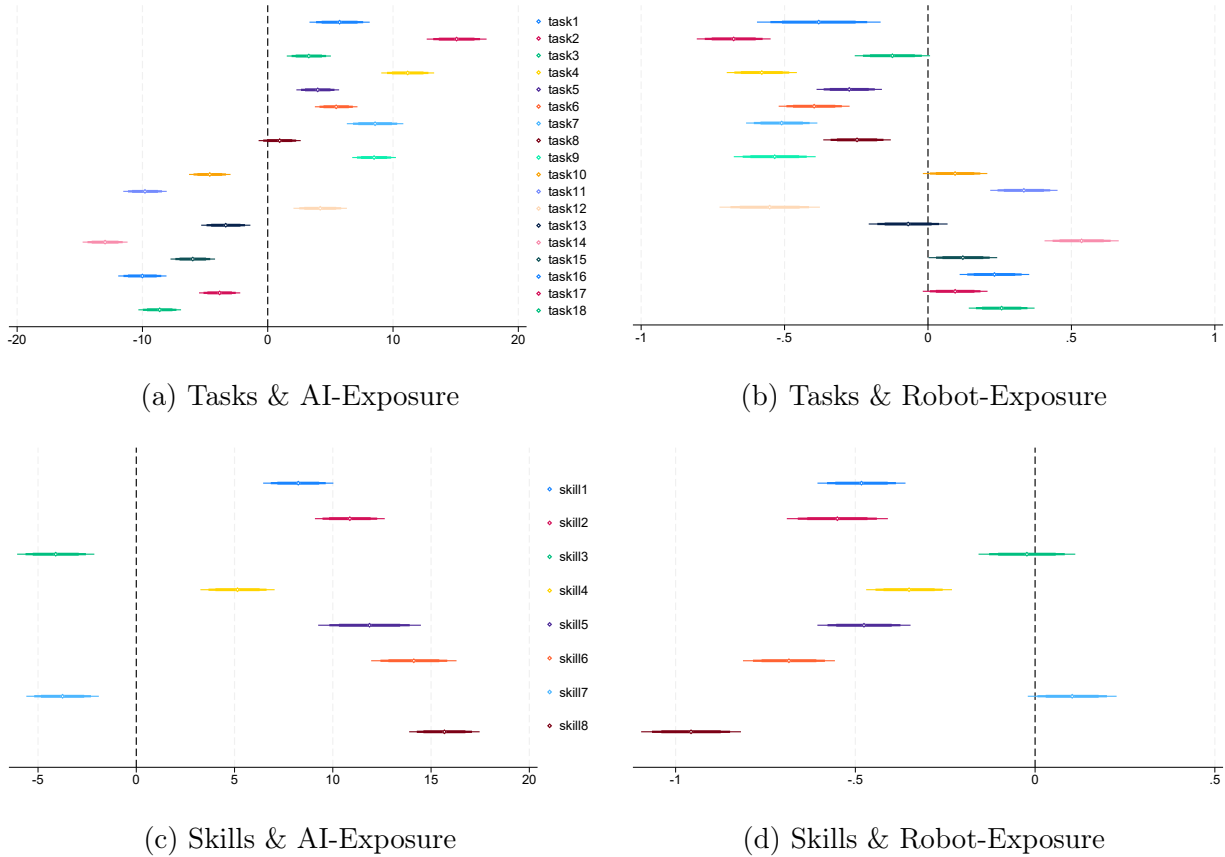 task1
task2
task3
task4
task5
task6
task7
task8
task9
task10
task11
task12
task13
task14
task15
task16
task17
task18
-20 -10 0 10 20
-1 -.5 0 .5 1
(a) Tasks & AI-Exposure
(b) Tasks & Robot-Exposure
skill1
skill2
skill3
skill4
skill5
skill6
skill7
skill8
-5 0 5 10 15 20
-1 -.5 0 .5
(c) Skills & AI-Exposure
(d) Skills & Robot-Exposure